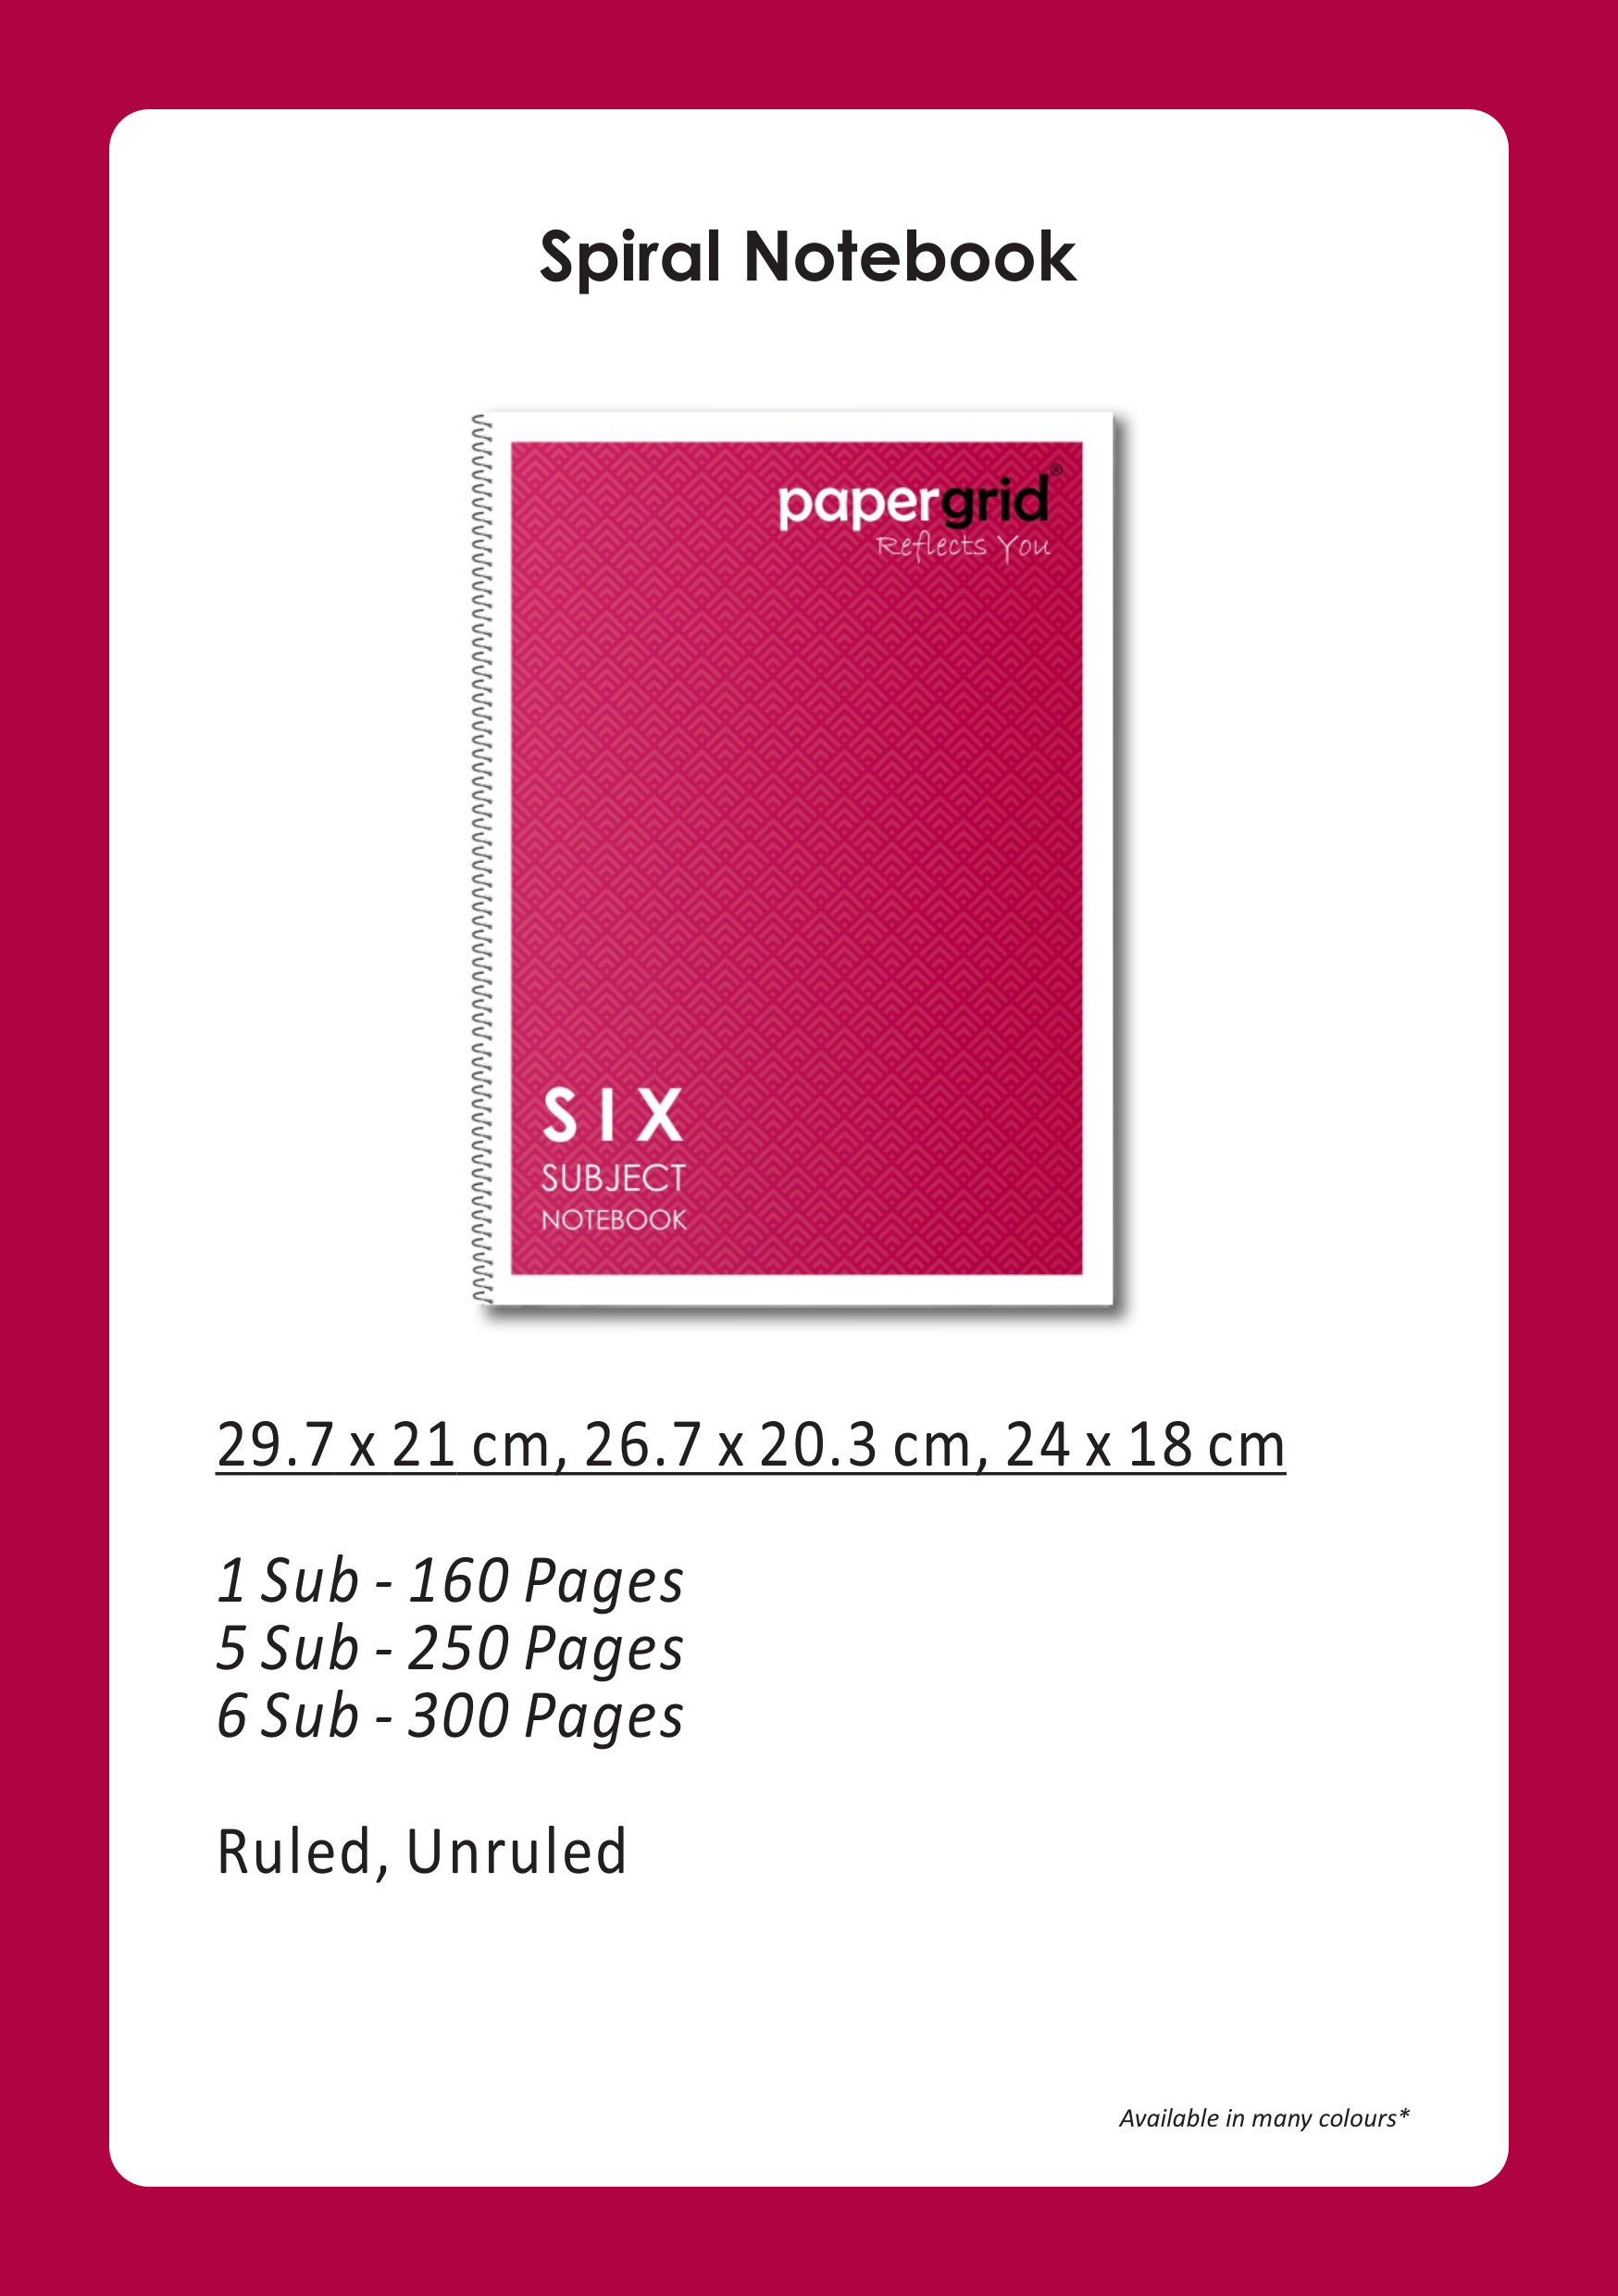 Spiral Notebook
papergrid®
Reflects You
SIX
SUBJECT
NOTEBOOK
29.7 x 21 cm, 26.7 x 20.3 cm, 24 x 18 cm
1 Sub - 160 Pages
5 Sub - 250 Pages
6 Sub - 300 Pages
Ruled, Unruled
Available in many colours*